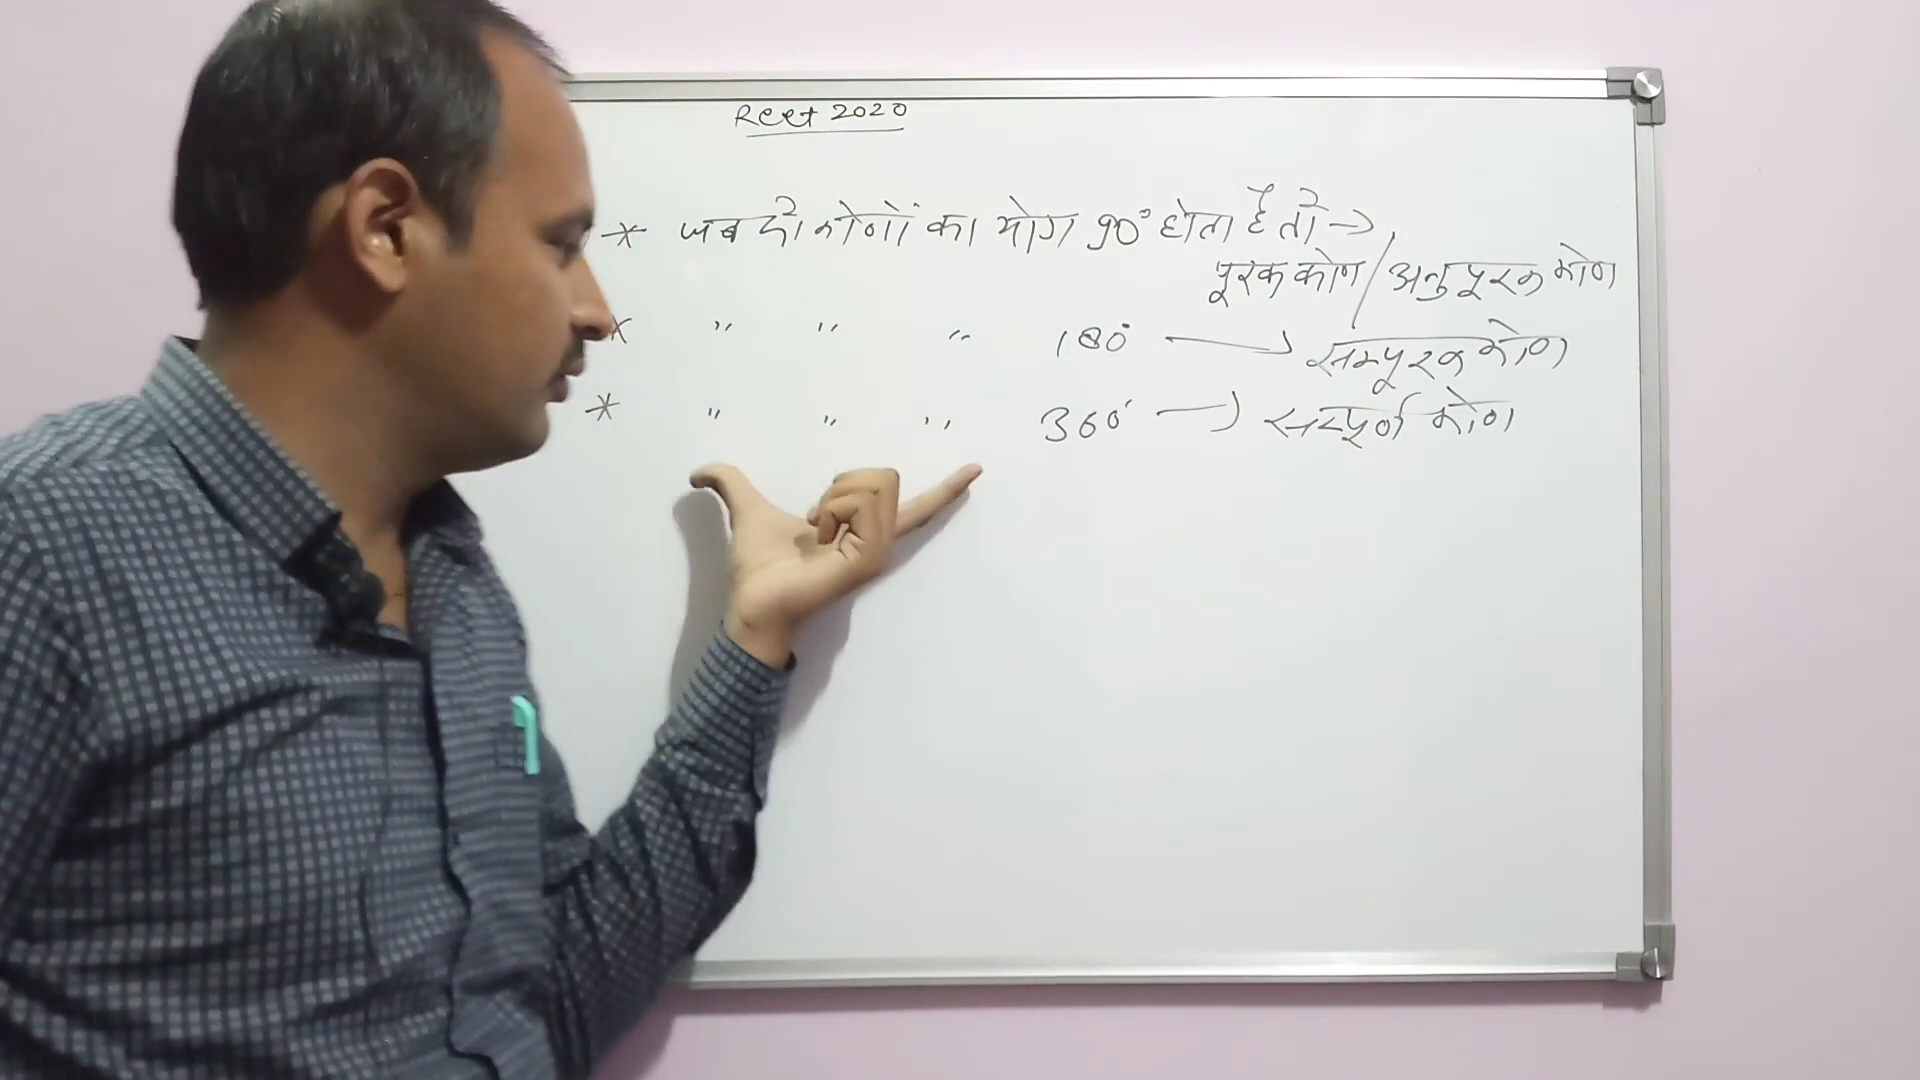 Reet 2020
* जब दो कोणों का योग 90° होता है तो →
पूरक कोण / अनुपूरक कोण
* " " " 180° → सम्पूरक कोण
* " " " 360° → सम्पूर्ण कोण